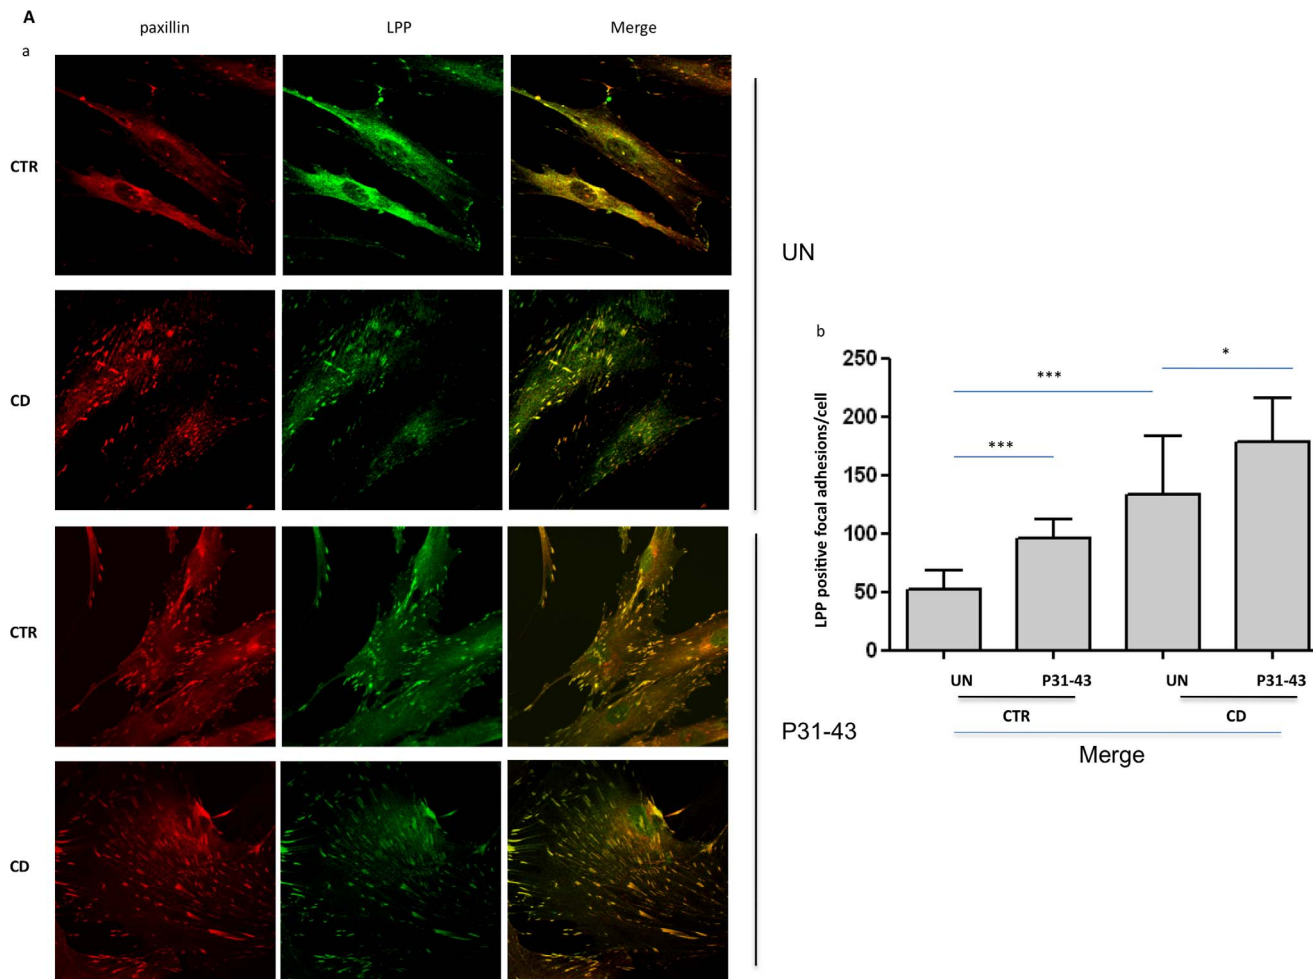 A
paxillin LPP Merge
a
CTR
UN
CD
CTR
P31-43
CD
b
LPP positive focal adhesions/cell
250
200
150
100
50
0
***
***
*
UN P31-43 UN P31-43
CTR CD
Merge